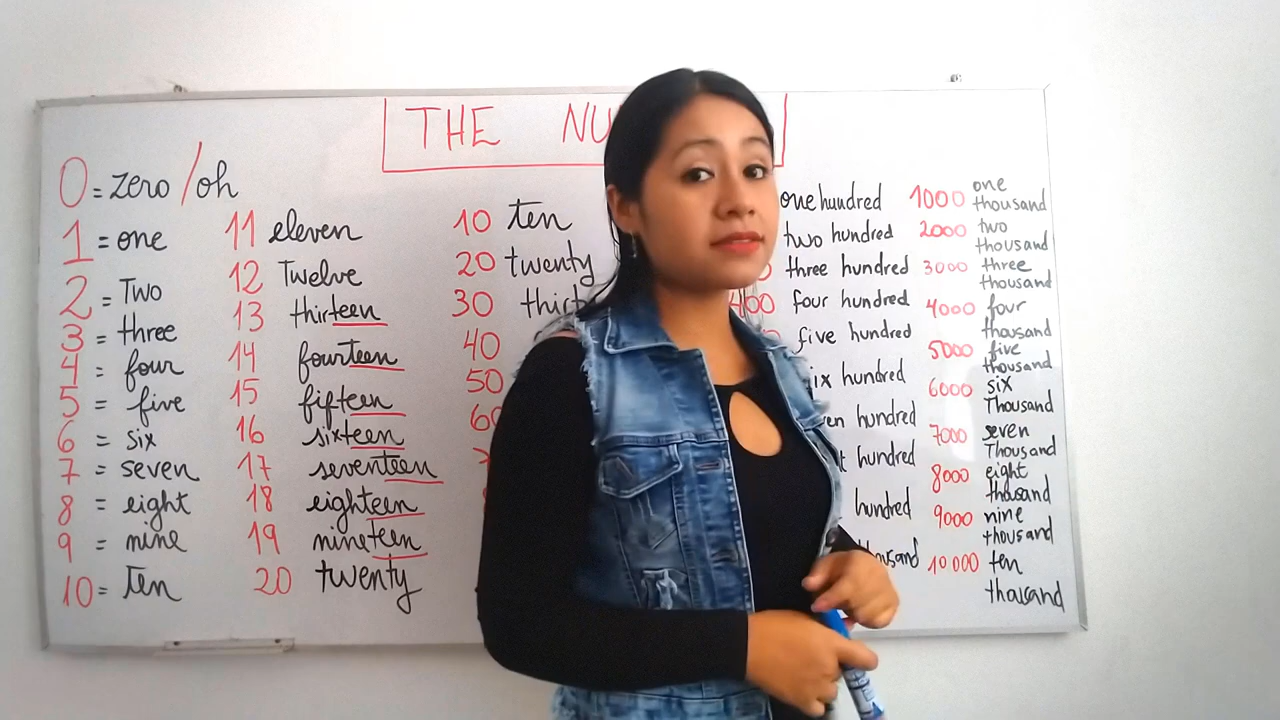 THE NU
0 = zero / oh
1 = one
2 = Two
3 = three
4 = four
5 = five
6 = six
7 = seven
8 = eight
9 = nine
10 = Ten
11 eleven
12 Twelve
13 thirteen
14 fourteen
15 fifteen
16 sixteen
17 seventeen
18 eighteen
19 nineteen
20 twenty
10 ten
20 twenty
30 thirt
40
50
60
one hundred
two hundred
three hundred
400 four hundred
five hundred
ix hundred
en hundred
t hundred
hundred
thousand
1000 one
thousand
2000 two
thousand
3000 three
thousand
4000 four
thousand
5000 five
thousand
6000 six
Thousand
7000 seven
Thousand
8000 eight
thousand
9000 nine
thousand
10 000 ten
thousand